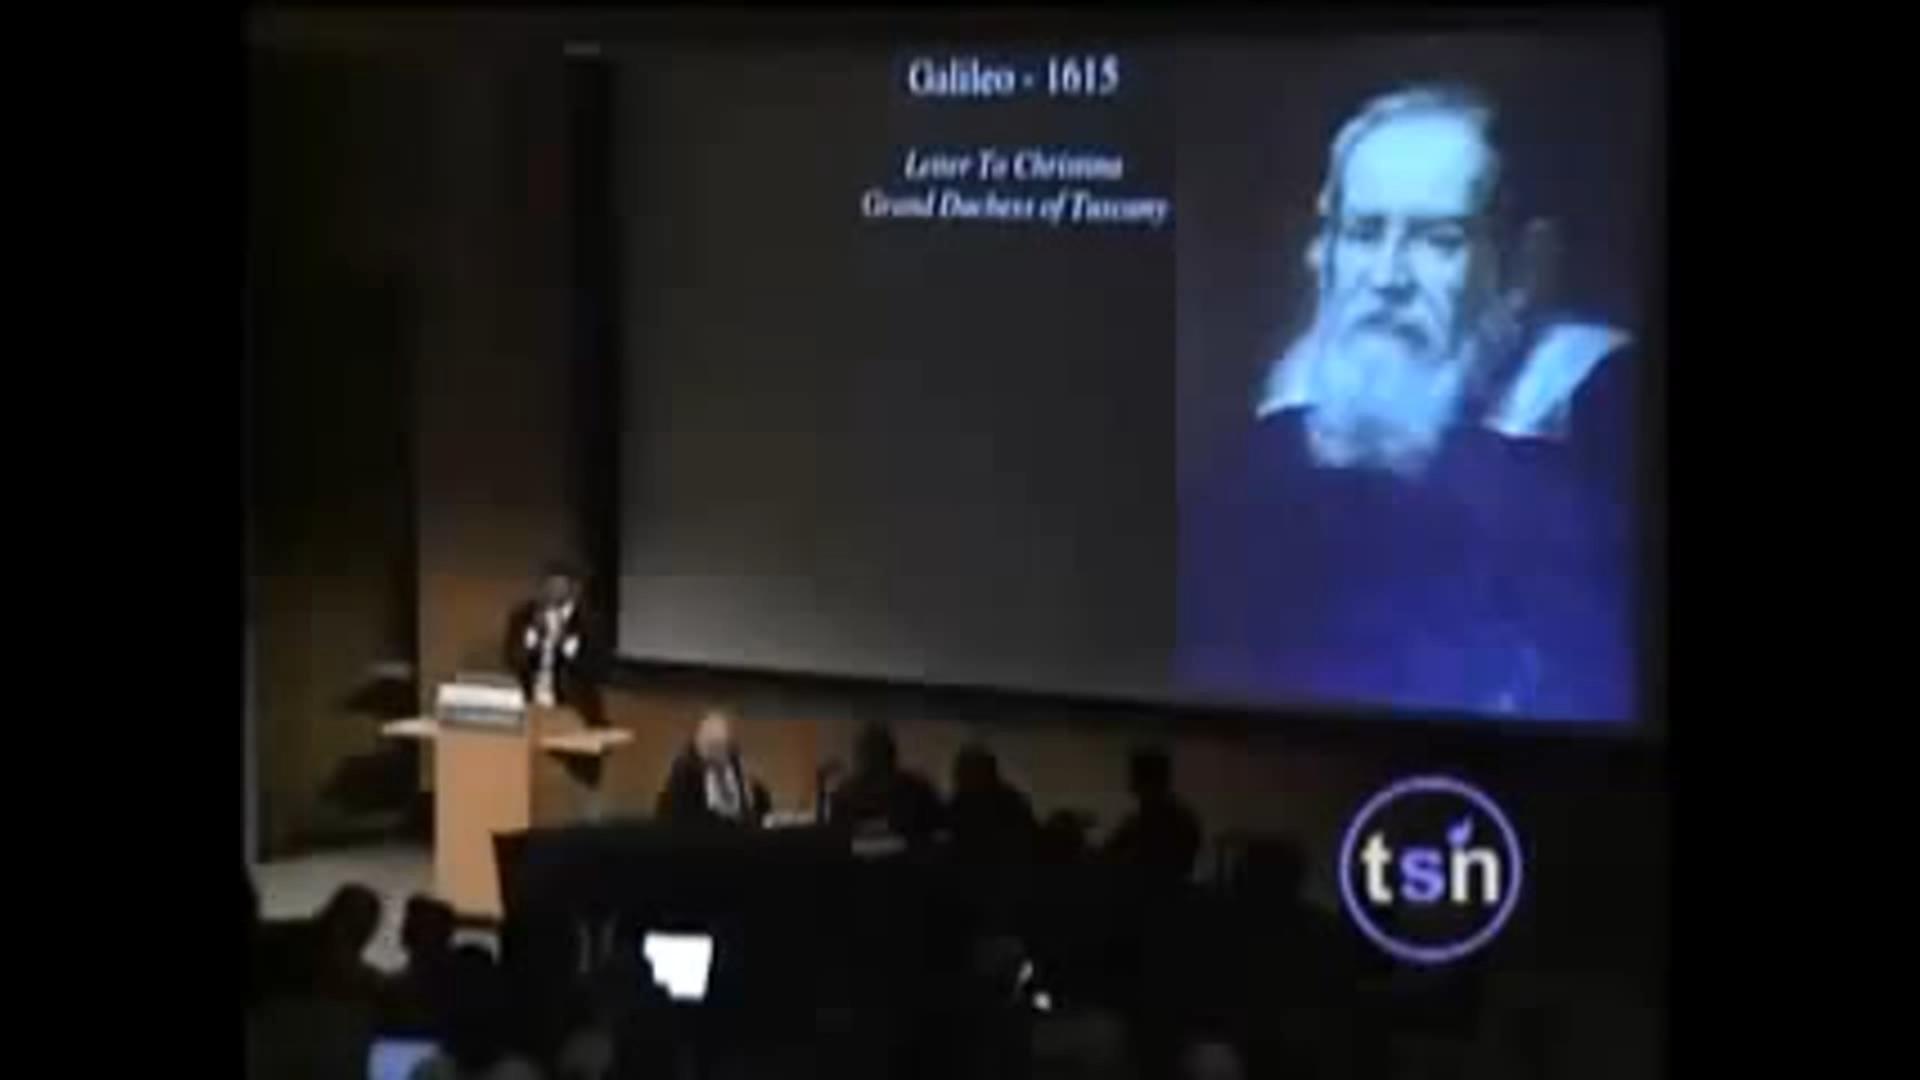 Galileo - 1615
Letter To Christina
Grand Duchess of Tuscany
tsn